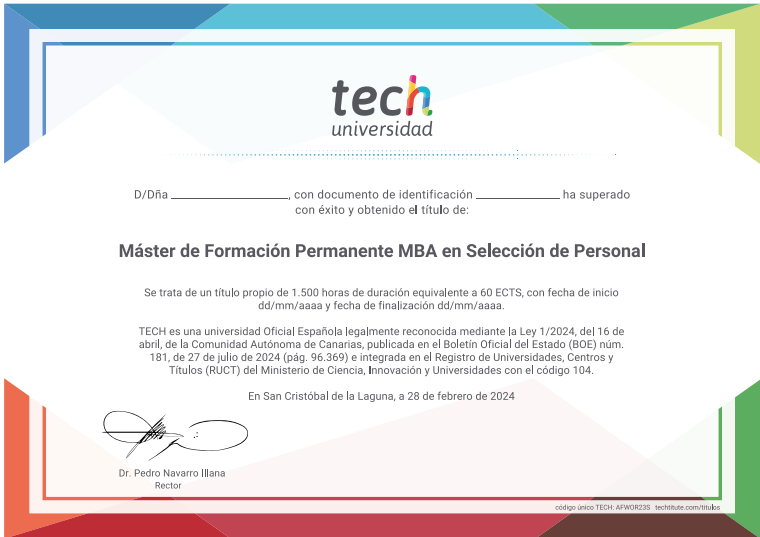 tech
universidad
D/Dña ____________________, con documento de identificación ______________ ha superado
con éxito y obtenido el título de:
Máster de Formación Permanente MBA en Selección de Personal
Se trata de un título propio de 1.500 horas de duración equivalente a 60 ECTS, con fecha de inicio
dd/mm/aaaa y fecha de finalización dd/mm/aaaa.
TECH es una universidad Oficial Española legalmente reconocida mediante la Ley 1/2024, del 16 de
abril, de la Comunidad Autónoma de Canarias, publicada en el Boletín Oficial del Estado (BOE) núm.
181, de 27 de julio de 2024 (pág. 96.369) e integrada en el Registro de Universidades, Centros y
Títulos (RUCT) del Ministerio de Ciencia, Innovación y Universidades con el código 104.
En San Cristóbal de la Laguna, a 28 de febrero de 2024
Dr. Pedro Navarro Illana
Rector
código único TECH: AFWOR23S techtitute.com/titulos